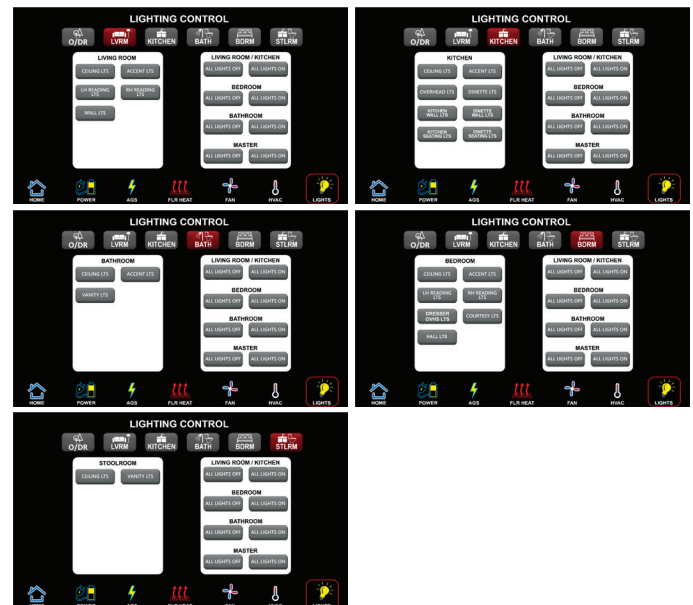 LIGHTING CONTROL
O/DR LVRM KITCHEN BATH BDRM STLRM
LIVING ROOM
CEILING LTS ACCENT LTS
LH READING LTS RH READING LTS
WALL LTS
LIVING ROOM / KITCHEN
ALL LIGHTS OFF ALL LIGHTS ON
BEDROOM
ALL LIGHTS OFF ALL LIGHTS ON
BATHROOM
ALL LIGHTS OFF ALL LIGHTS ON
MASTER
ALL LIGHTS OFF ALL LIGHTS ON
HOME POWER AGS FLR HEAT FAN HVAC LIGHTS
LIGHTING CONTROL
O/DR LVRM KITCHEN BATH BDRM STLRM
KITCHEN
CEILING LTS ACCENT LTS
OVERHEAD LTS DINETTE LTS
KITCHEN WALL LTS DINETTE WALL LTS
KITCHEN SEATING LTS DINETTE SEATING LTS
LIVING ROOM / KITCHEN
ALL LIGHTS OFF ALL LIGHTS ON
BEDROOM
ALL LIGHTS OFF ALL LIGHTS ON
BATHROOM
ALL LIGHTS OFF ALL LIGHTS ON
MASTER
ALL LIGHTS OFF ALL LIGHTS ON
HOME POWER AGS FLR HEAT FAN HVAC LIGHTS
LIGHTING CONTROL
O/DR LVRM KITCHEN BATH BDRM STLRM
BATHROOM
CEILING LTS ACCENT LTS
VANITY LTS
LIVING ROOM / KITCHEN
ALL LIGHTS OFF ALL LIGHTS ON
BEDROOM
ALL LIGHTS OFF ALL LIGHTS ON
BATHROOM
ALL LIGHTS OFF ALL LIGHTS ON
MASTER
ALL LIGHTS OFF ALL LIGHTS ON
HOME POWER AGS FLR HEAT FAN HVAC LIGHTS
LIGHTING CONTROL
O/DR LVRM KITCHEN BATH BDRM STLRM
BEDROOM
CEILING LTS ACCENT LTS
LH READING LTS RH READING LTS
DRESSER OVHS LTS COURTESY LTS
HALL LTS
LIVING ROOM / KITCHEN
ALL LIGHTS OFF ALL LIGHTS ON
BEDROOM
ALL LIGHTS OFF ALL LIGHTS ON
BATHROOM
ALL LIGHTS OFF ALL LIGHTS ON
MASTER
ALL LIGHTS OFF ALL LIGHTS ON
HOME POWER AGS FLR HEAT FAN HVAC LIGHTS
LIGHTING CONTROL
O/DR LVRM KITCHEN BATH BDRM STLRM
STOOLROOM
CEILING LTS VANITY LTS
LIVING ROOM / KITCHEN
ALL LIGHTS OFF ALL LIGHTS ON
BEDROOM
ALL LIGHTS OFF ALL LIGHTS ON
BATHROOM
ALL LIGHTS OFF ALL LIGHTS ON
MASTER
ALL LIGHTS OFF ALL LIGHTS ON
HOME POWER AGS FLR HEAT FAN HVAC LIGHTS